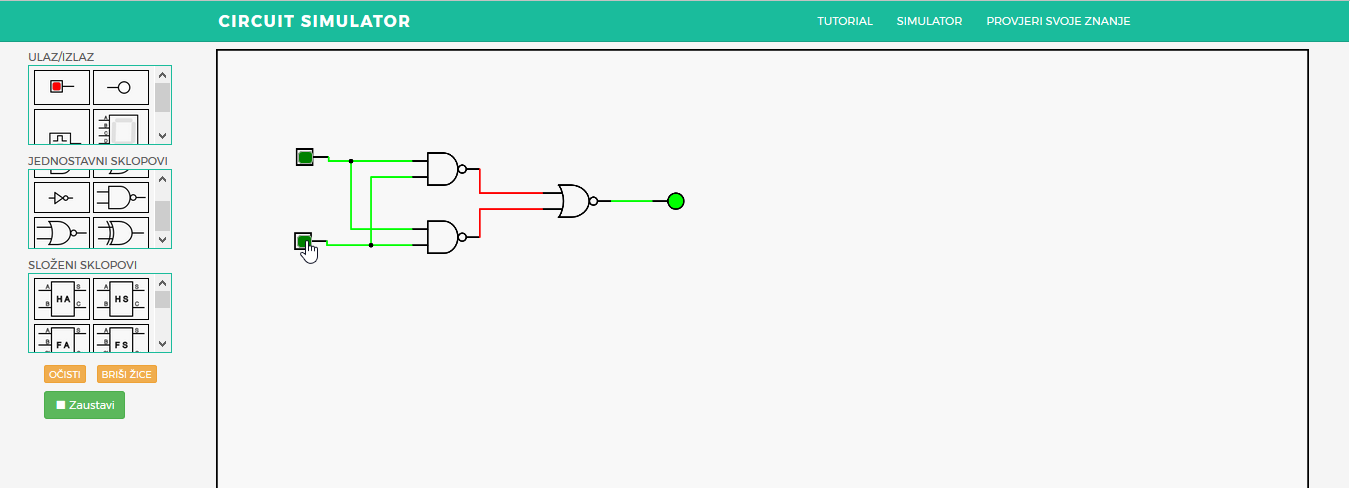 CIRCUIT SIMULATOR
TUTORIAL SIMULATOR PROVJERI SVOJE ZNANJE
ULAZ/IZLAZ
A
B
C
D
JEDNOSTAVNI SKLOPOVI
SLOŽENI SKLOPOVI
A HA S
B C
A HS S
B C
A FA S
B
A FS S
B
OČISTI BRIŠI ŽICE
Zaustavi